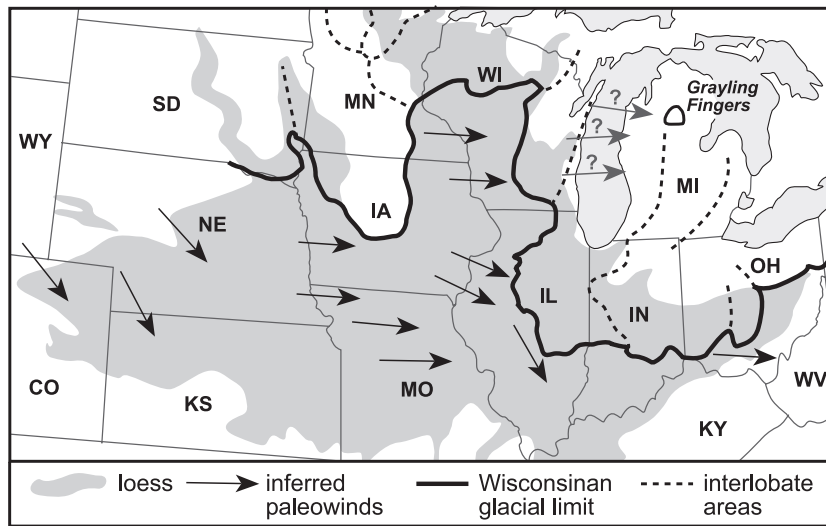 WI
Grayling
Fingers
?
SD
MN
?
WY
?
MI
IA
NE
OH
IL
IN
WV
CO
MO
KS
KY
loess
inferred
paleowinds
Wisconsinan
glacial limit
interlobate
areas